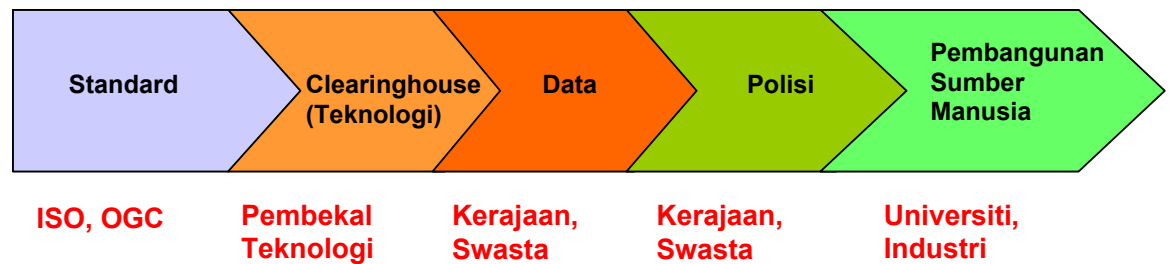 Standard
Clearinghouse
(Teknologi)
Data
Polisi
Pembangunan
Sumber
Manusia
ISO, OGC
Pembekal
Teknologi
Kerajaan,
Swasta
Kerajaan,
Swasta
Universiti,
Industri